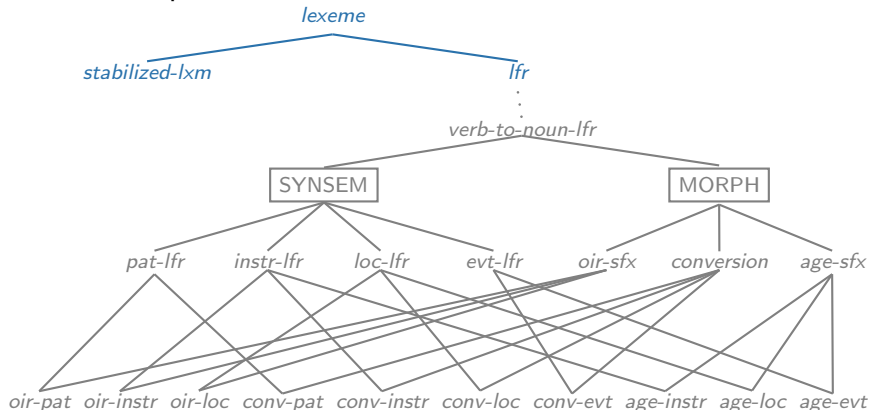 lexeme
stabilized-lxm lfr
verb-to-noun-lfr
SYNSEM MORPH
pat-lfr instr-lfr loc-lfr evt-lfr oir-sfx conversion age-sfx
oir-pat oir-instr oir-loc conv-pat conv-instr conv-loc conv-evt age-instr age-loc age-evt